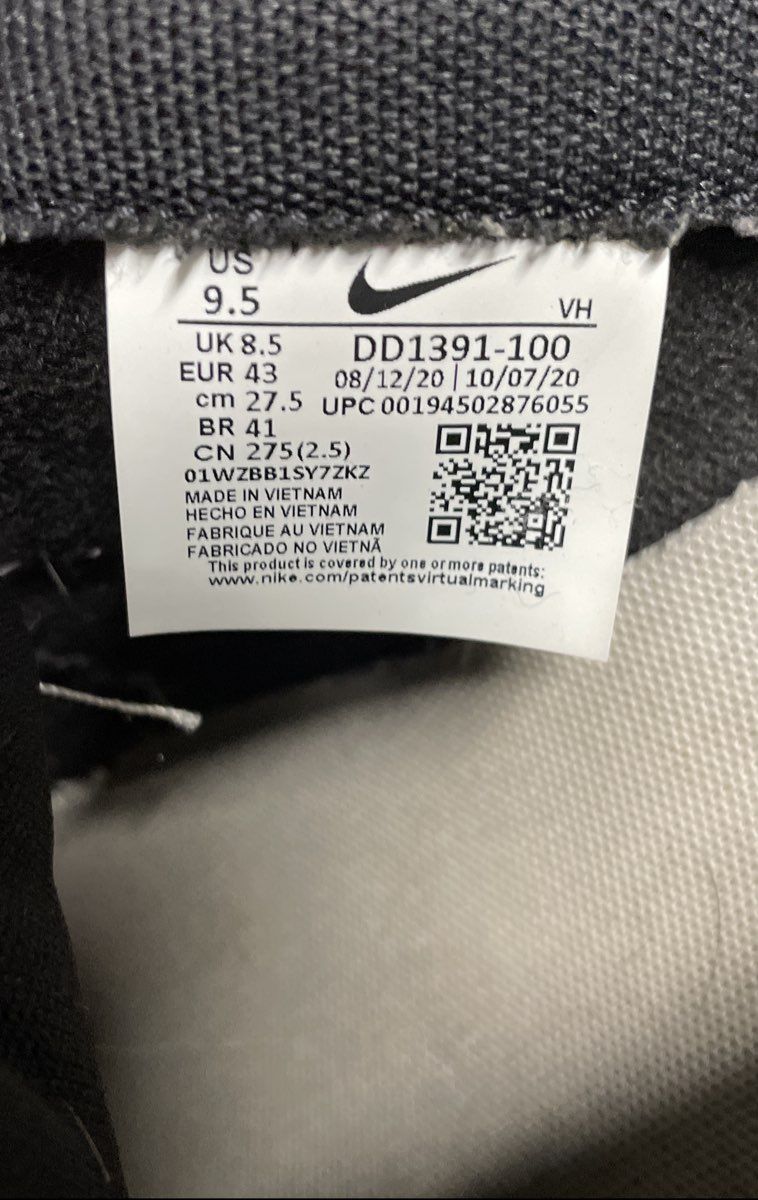 US
9.5
VH
UK 8.5
DD1391-100
EUR 43
08/12/20 | 10/07/20
cm 27.5
UPC 00194502876055
BR 41
CN 275(2.5)
01WZBB1SY7ZKZ
MADE IN VIETNAM
HECHO EN VIETNAM
FABRIQUE AU VIETNAM
FABRICADO NO VIETNÃ
This product is covered by one or more patents:
www.nike.com/patentsvirtualmarking